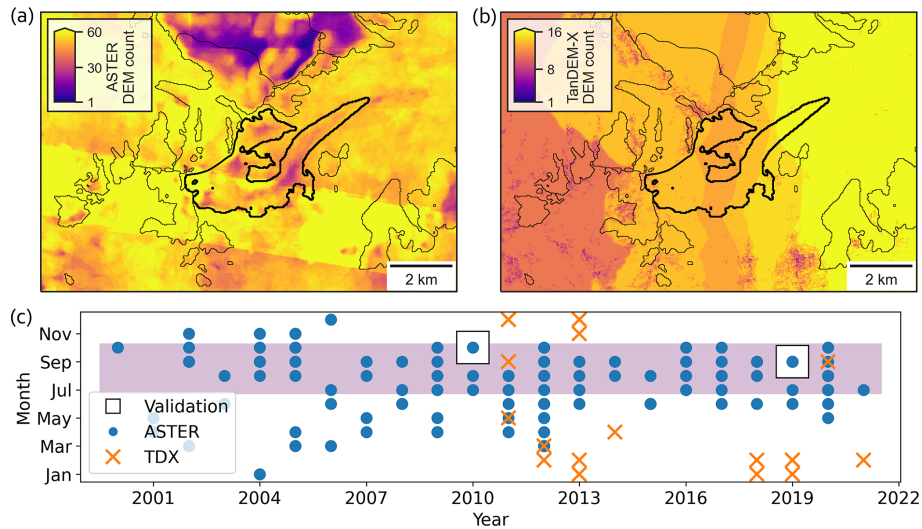 (a)
60
30
1
ASTER
DEM count
2 km
(b)
16
8
1
TanDEM-X
DEM count
2 km
(c)
Nov
Sep
Jul
May
Mar
Jan
Month
Validation
ASTER
TDX
2001
2004
2007
2010
2013
2016
2019
2022
Year